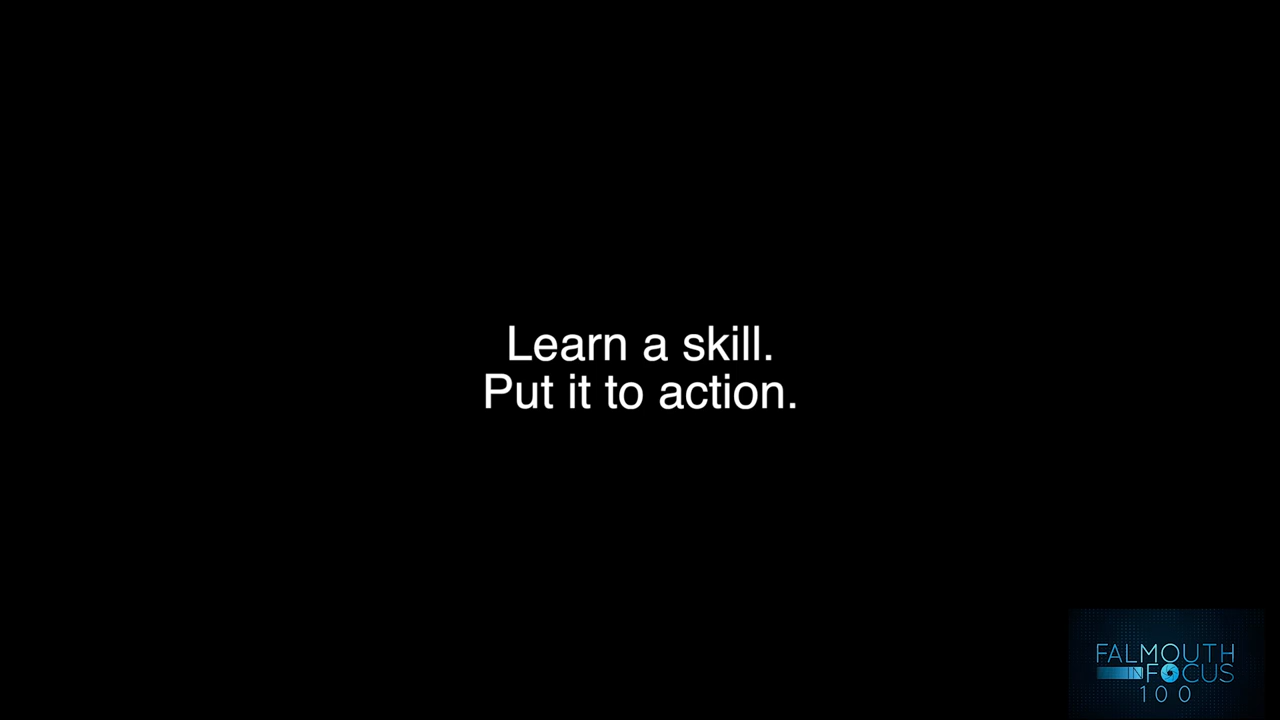 Learn a skill.
Put it to action.
FALMOUTH
IN FOCUS
100